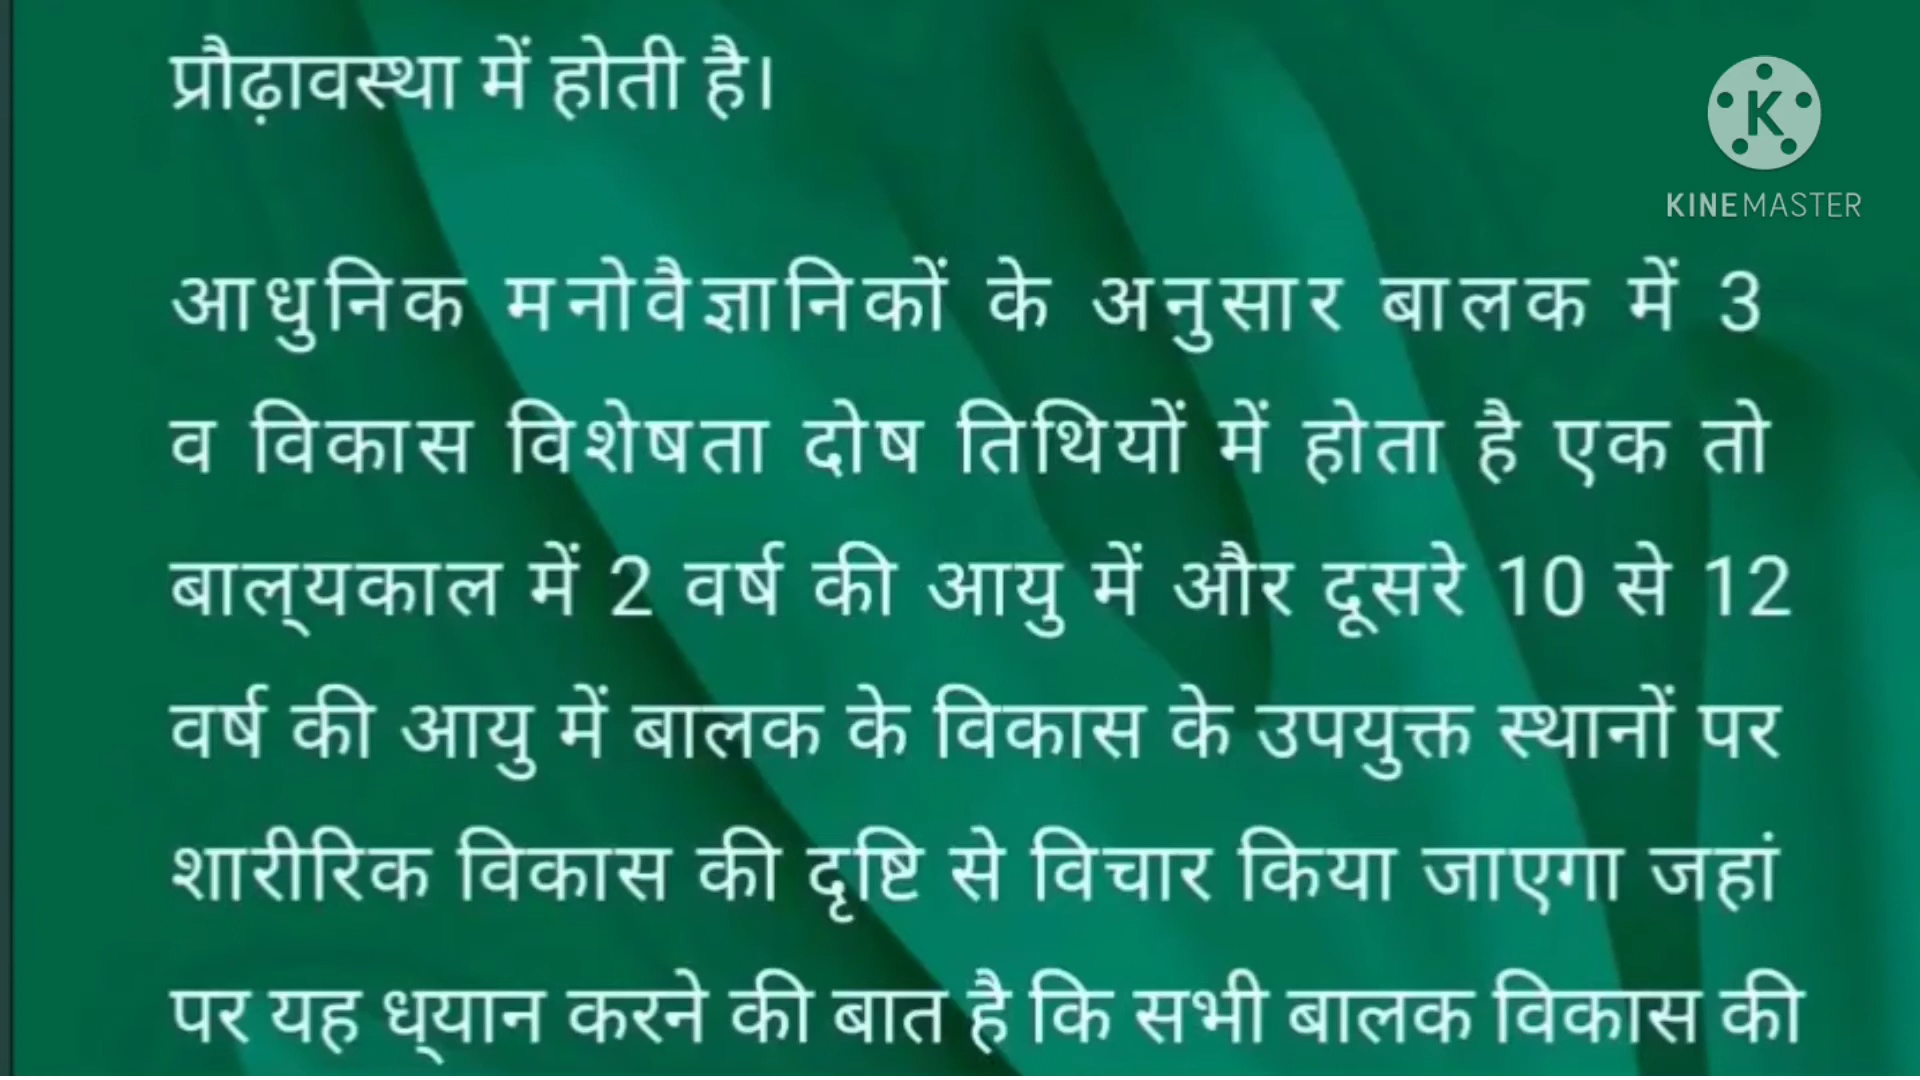 प्रौढ़ावस्था में होती है।
K
KINEMASTER
आधुनिक मनोवैज्ञानिकों के अनुसार बालक में 3
व विकास विशेषता दोष तिथियों में होता है एक तो
बाल्‌यकाल में 2 वर्ष की आयु में और दूसरे 10 से 12
वर्ष की आयु में बालक के विकास के उपयुक्त स्थानों पर
शारीरिक विकास की दृष्टि से विचार किया जाएगा जहां
पर यह ध्‌यान करने की बात है कि सभी बालक विकास की